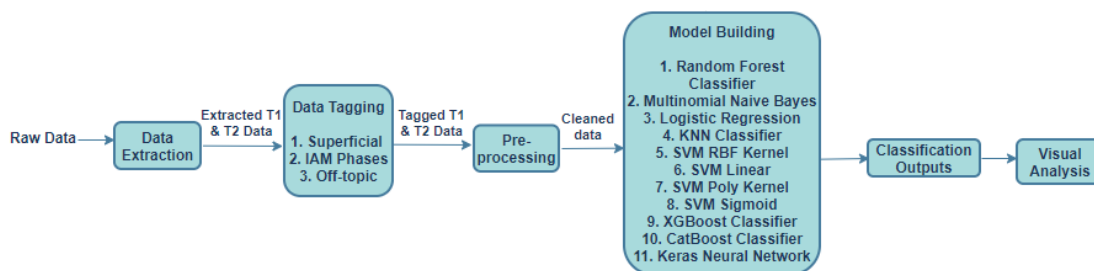 Raw Data
Data
Extraction
Extracted T1
& T2 Data
Data Tagging
1. Superficial
2. IAM Phases
3. Off-topic
Tagged T1
& T2 Data
Pre-
processing
Cleaned
data
Model Building
1. Random Forest
Classifier
2. Multinomial Naive Bayes
3. Logistic Regression
4. KNN Classifier
5. SVM RBF Kernel
6. SVM Linear
7. SVM Poly Kernel
8. SVM Sigmoid
9. XGBoost Classifier
10. CatBoost Classifier
11. Keras Neural Network
Classification
Outputs
Visual
Analysis